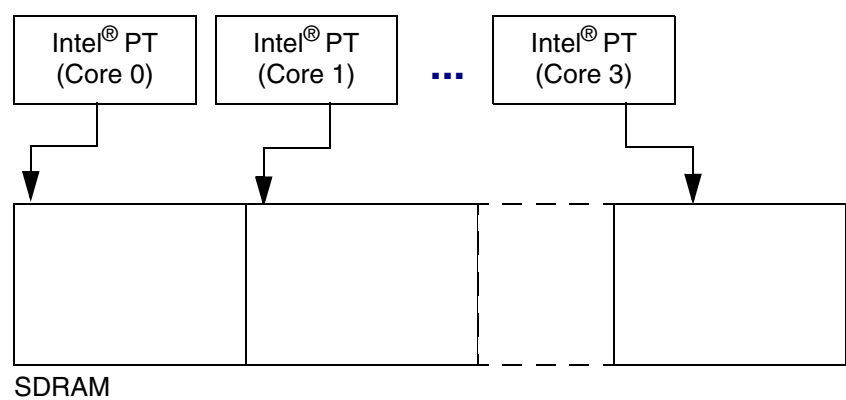 Intel® PT
(Core 0)
Intel® PT
(Core 1)
...
Intel® PT
(Core 3)
SDRAM